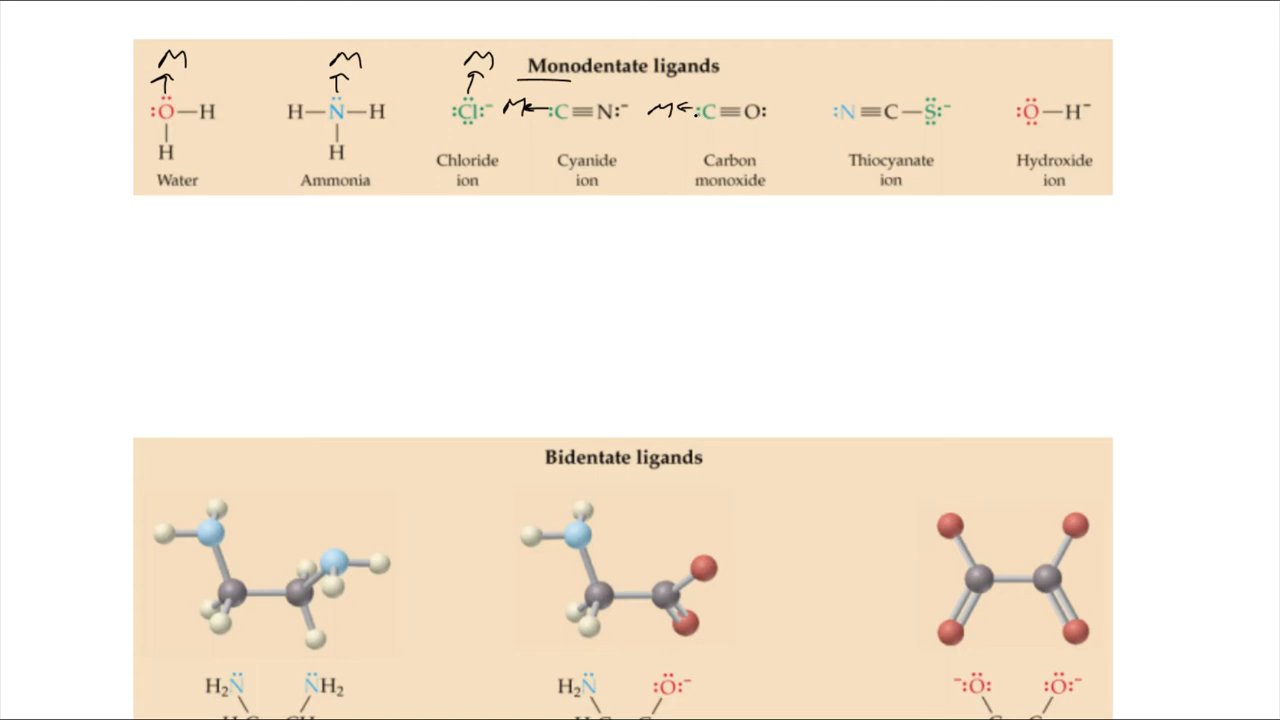 M M M Monodentate ligands
:Ö—H H—N̈—H :C̈l:⁻ M ← :C≡N:⁻ M ← :C≡O: :N≡C—S̈:⁻ :Ö—H⁻
H H
Chloride Cyanide Carbon Thiocyanate Hydroxide
Water Ammonia ion ion monoxide ion ion
Bidentate ligands
H₂N̈ N̈H₂ H₂N̈ :Ö:⁻ ⁻:Ö: :Ö:⁻